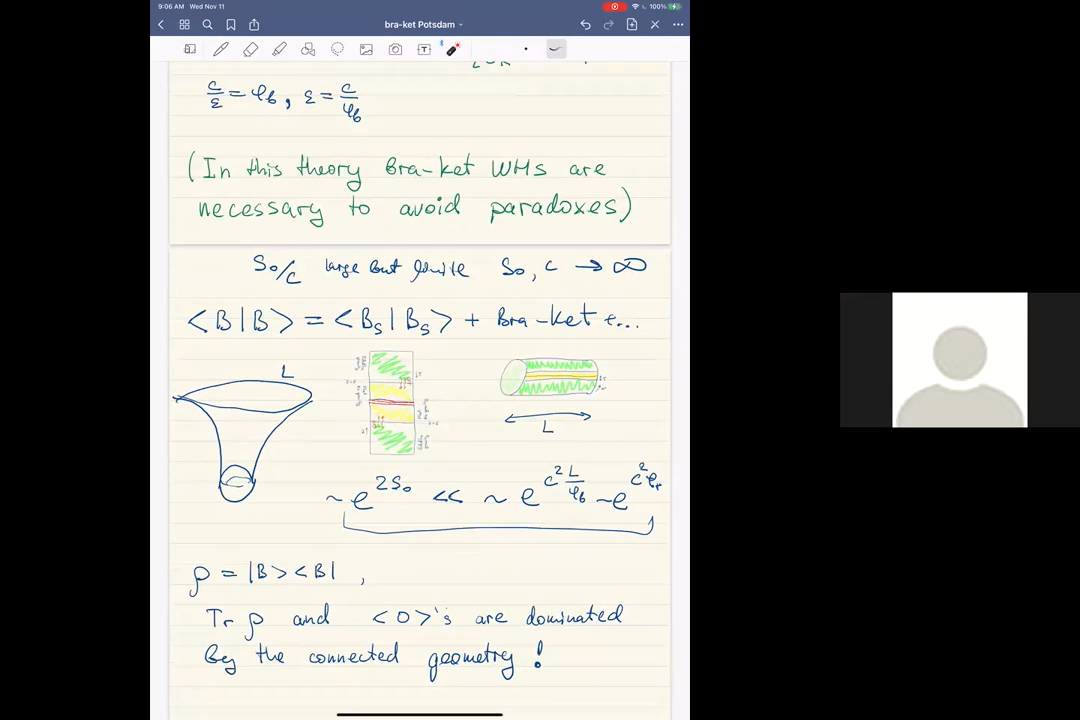 9:06 AM Wed Nov 11
100%
bra-ket Potsdam
c/ε = φ_b, ε = c/φ_b
(In this theory Bra-ket WHs are
necessary to avoid paradoxes)
S₀/c large but finite S₀, c → ∞
<B|B> = <B_s|B_s> + Bra-ket +...
L
L
~ e^{2S₀} << ~ e^{c² L/φ_b} ~ e^{c² φ_r}
ρ = |B><B| ,
Tr ρ and <O>'s are dominated
by the connected geometry !